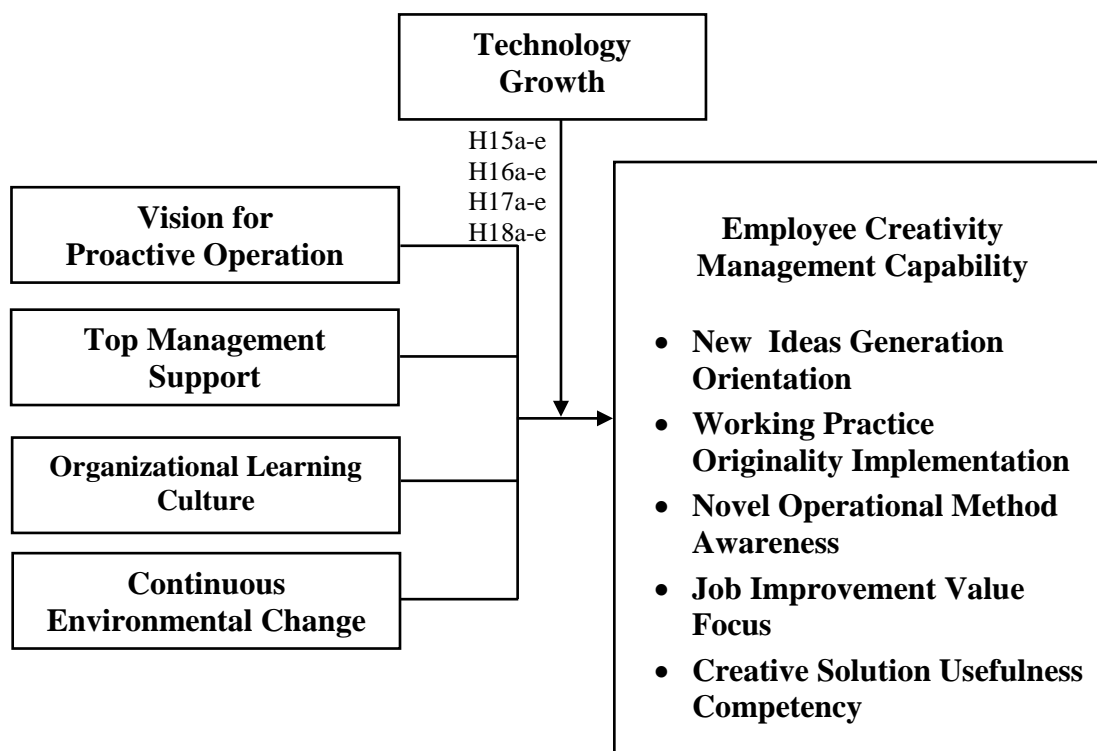 Technology
Growth
H15a-e
H16a-e
H17a-e
H18a-e
Vision for
Proactive Operation
Top Management
Support
Organizational Learning
Culture
Continuous
Environmental Change
Employee Creativity
Management Capability
• New  Ideas Generation
Orientation
• Working Practice
Originality Implementation
• Novel Operational Method
Awareness
• Job Improvement Value
Focus
• Creative Solution Usefulness
Competency